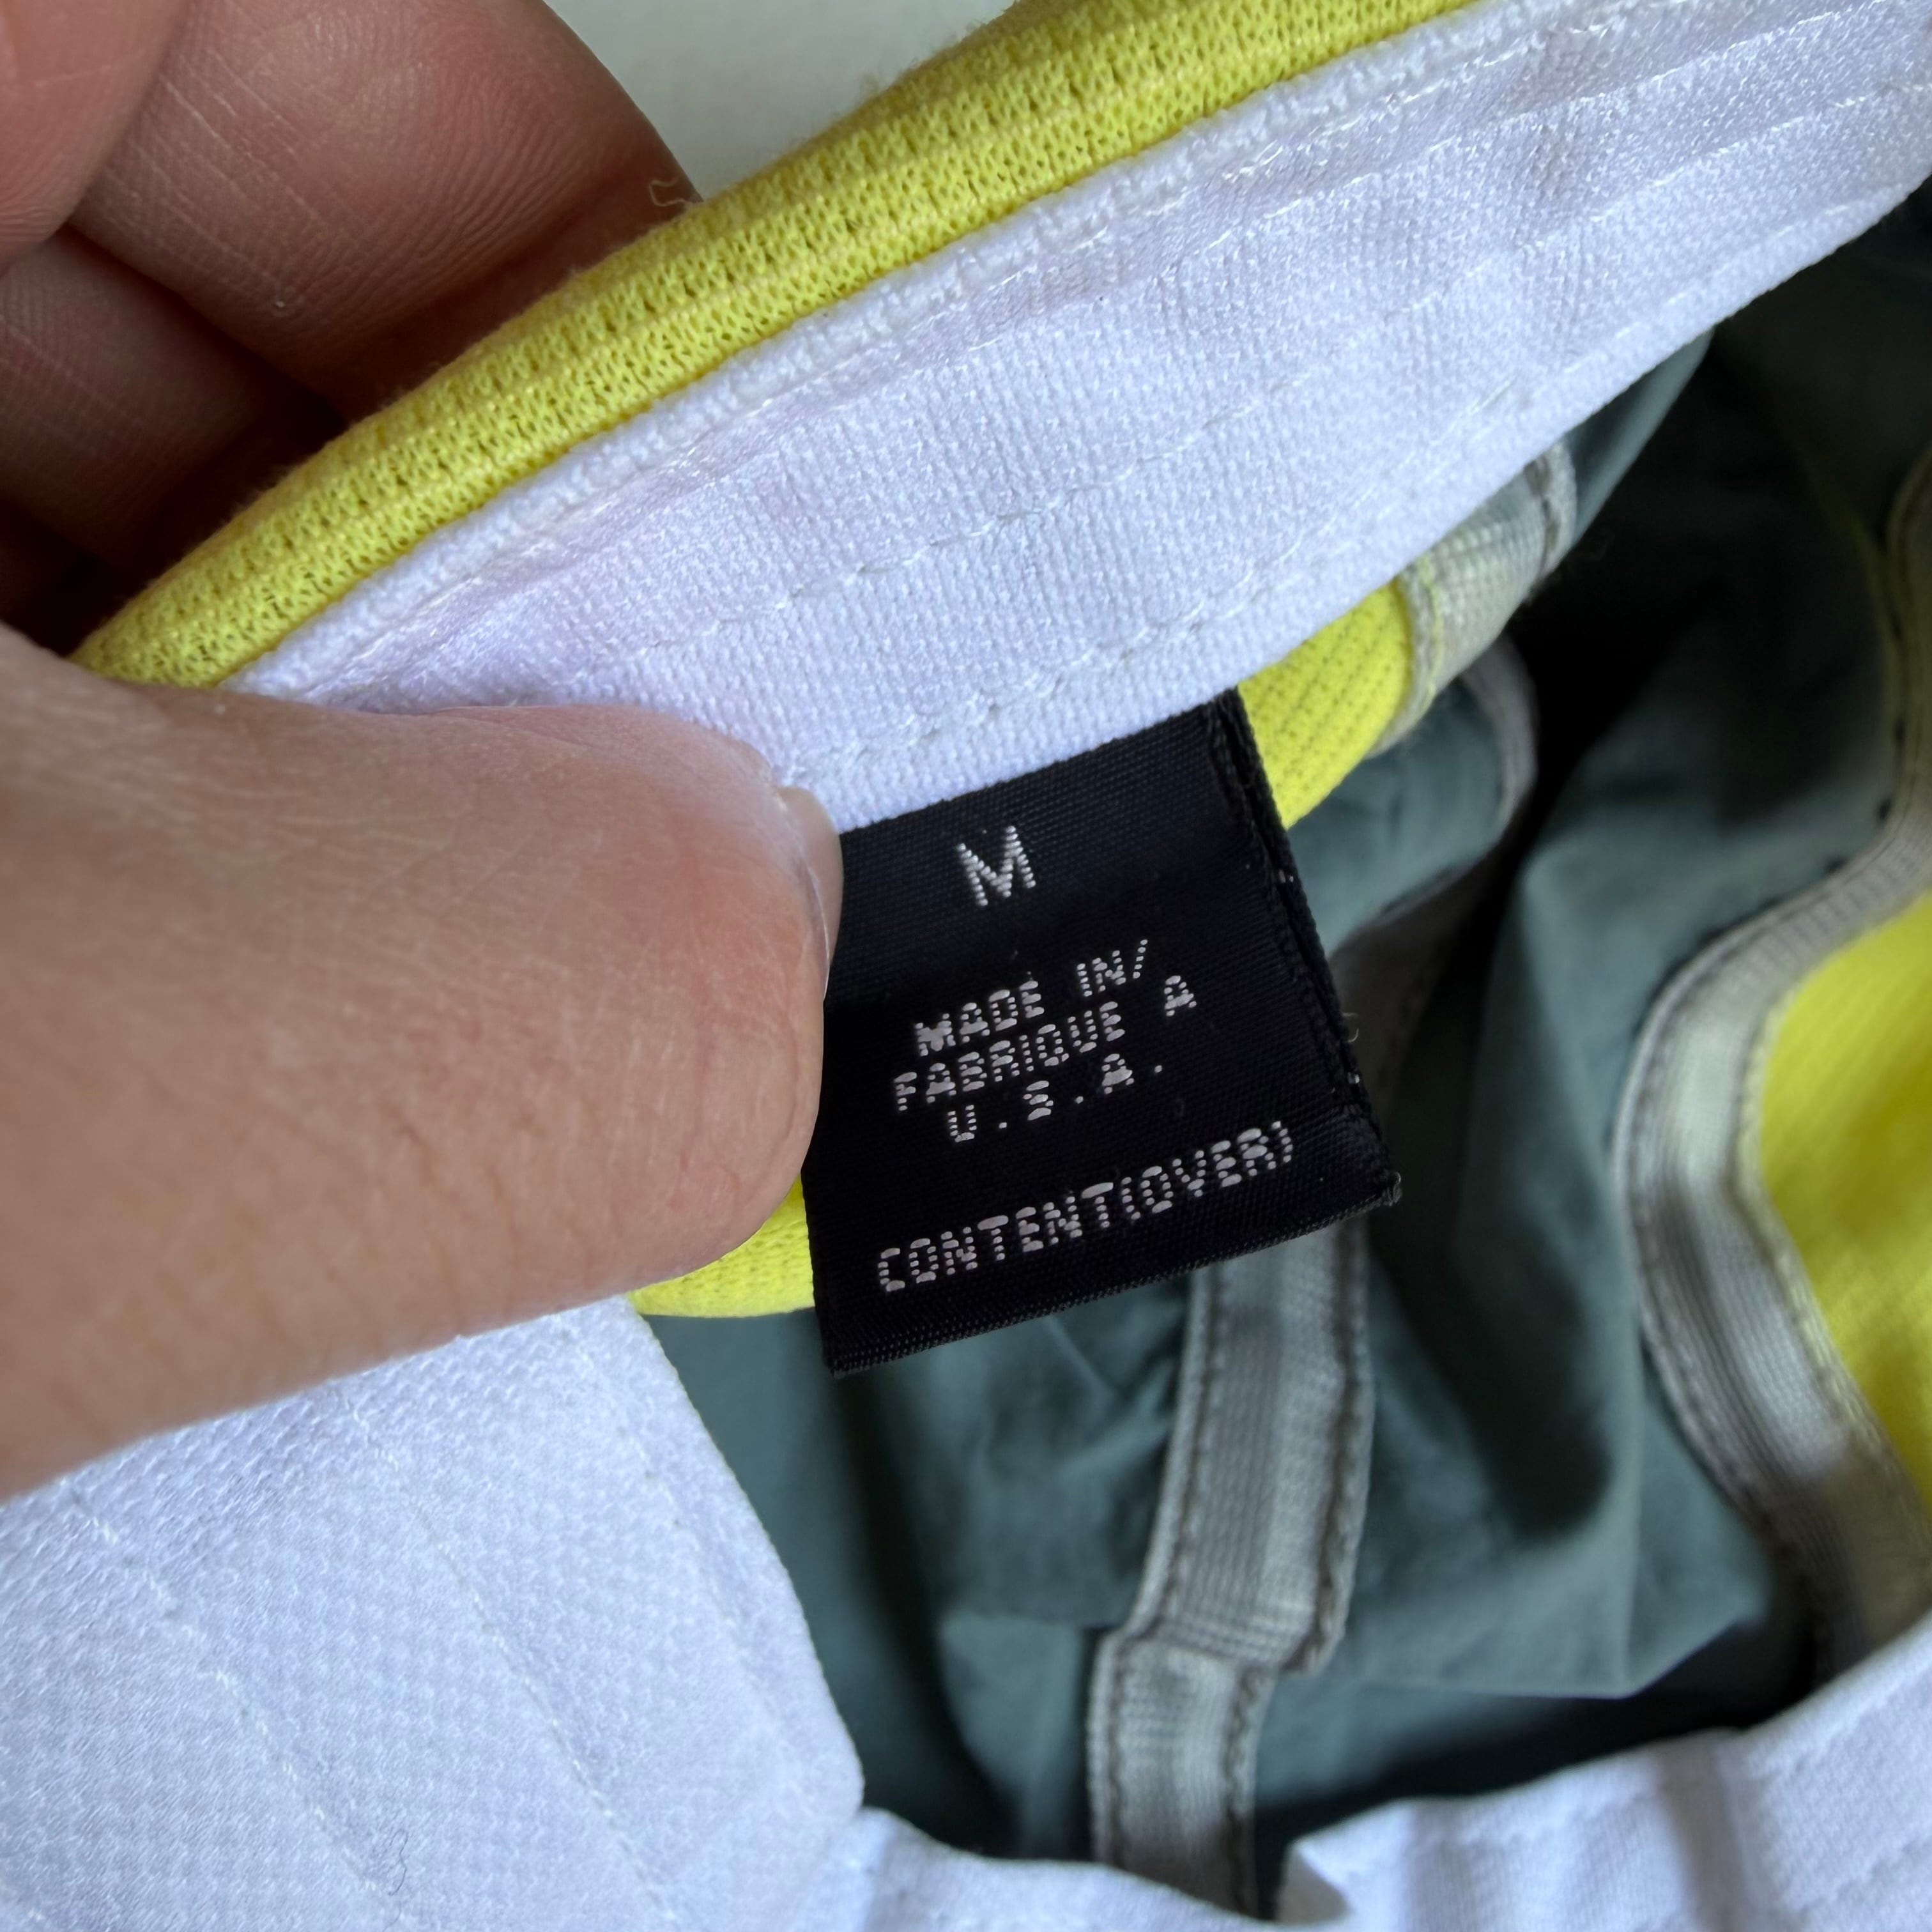 M
MADE IN/
FABRIQUE A
U.S.A.
CONTENT(OVER)